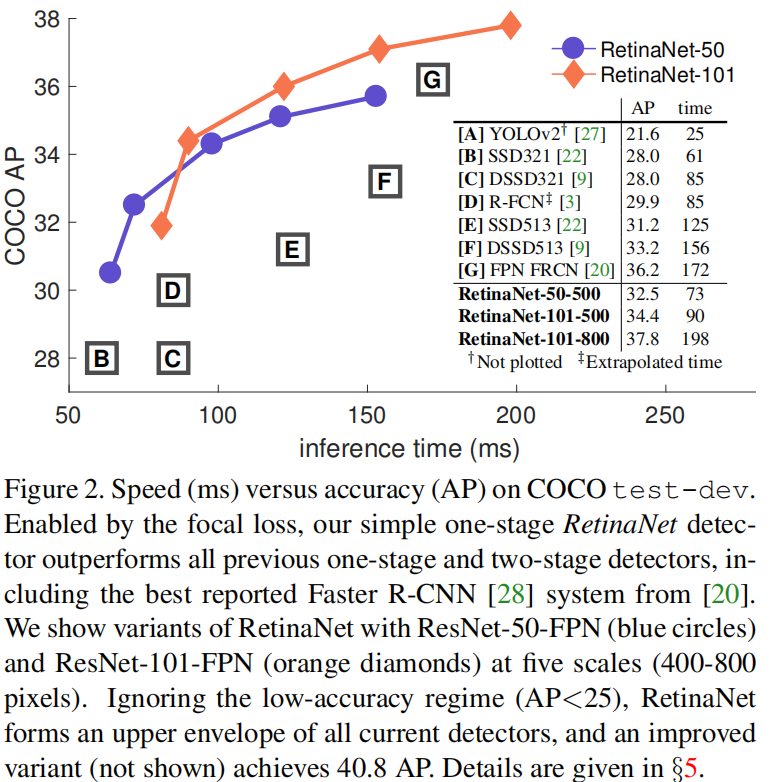 38
36
34
32
30
28
COCO AP
50
100
150
200
250
inference time (ms)
RetinaNet-50
RetinaNet-101
B
C
D
E
F
G
AP time
[A] YOLOv2† [27] 21.6 25
[B] SSD321 [22] 28.0 61
[C] DSSD321 [9] 28.0 85
[D] R-FCN‡ [3] 29.9 85
[E] SSD513 [22] 31.2 125
[F] DSSD513 [9] 33.2 156
[G] FPN FRCN [20] 36.2 172
RetinaNet-50-500 32.5 73
RetinaNet-101-500 34.4 90
RetinaNet-101-800 37.8 198
†Not plotted ‡Extrapolated time
Figure 2. Speed (ms) versus accuracy (AP) on COCO test-dev.
Enabled by the focal loss, our simple one-stage RetinaNet detec-
tor outperforms all previous one-stage and two-stage detectors, in-
cluding the best reported Faster R-CNN [28] system from [20].
We show variants of RetinaNet with ResNet-50-FPN (blue circles)
and ResNet-101-FPN (orange diamonds) at five scales (400-800
pixels). Ignoring the low-accuracy regime (AP<25), RetinaNet
forms an upper envelope of all current detectors, and an improved
variant (not shown) achieves 40.8 AP. Details are given in §5.